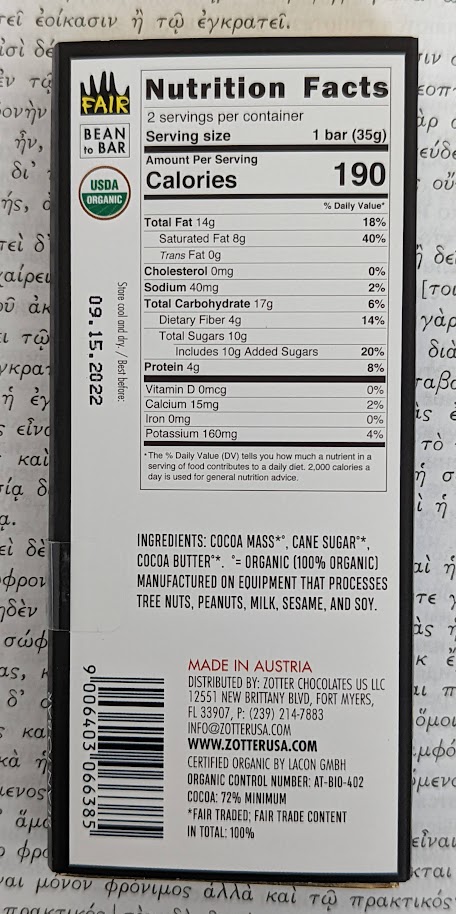 τεῖ ἐοίκασιν ἢ τῷ ἐγκρατεῖ.
FAIR
BEAN
to BAR
USDA
ORGANIC
Store cool and dry. / Best before:
09.15.2022
Nutrition Facts
2 servings per container
Serving size 1 bar (35g)
Amount Per Serving
Calories 190
% Daily Value*
Total Fat 14g 18%
Saturated Fat 8g 40%
Trans Fat 0g
Cholesterol 0mg 0%
Sodium 40mg 2%
Total Carbohydrate 17g 6%
Dietary Fiber 4g 14%
Total Sugars 10g
Includes 10g Added Sugars 20%
Protein 4g 8%
Vitamin D 0mcg 0%
Calcium 15mg 2%
Iron 0mg 0%
Potassium 160mg 4%
*The % Daily Value (DV) tells you how much a nutrient in a
serving of food contributes to a daily diet. 2,000 calories a
day is used for general nutrition advice.
INGREDIENTS: COCOA MASS*°, CANE SUGAR°*,
COCOA BUTTER°*. °= ORGANIC (100% ORGANIC)
MANUFACTURED ON EQUIPMENT THAT PROCESSES
TREE NUTS, PEANUTS, MILK, SESAME, AND SOY.
9 006403 066385
MADE IN AUSTRIA
DISTRIBUTED BY: ZOTTER CHOCOLATES US LLC
12551 NEW BRITTANY BLVD, FORT MYERS,
FL 33907, P: (239) 214-7883
INFO@ZOTTERUSA.COM
WWW.ZOTTERUSA.COM
CERTIFIED ORGANIC BY LACON GMBH
ORGANIC CONTROL NUMBER: AT-BIO-402
COCOA: 72% MINIMUM
*FAIR TRADED; FAIR TRADE CONTENT
IN TOTAL: 100%
ναι μόνον φρόνιμος ἀλλὰ καὶ τῷ πρακτικός